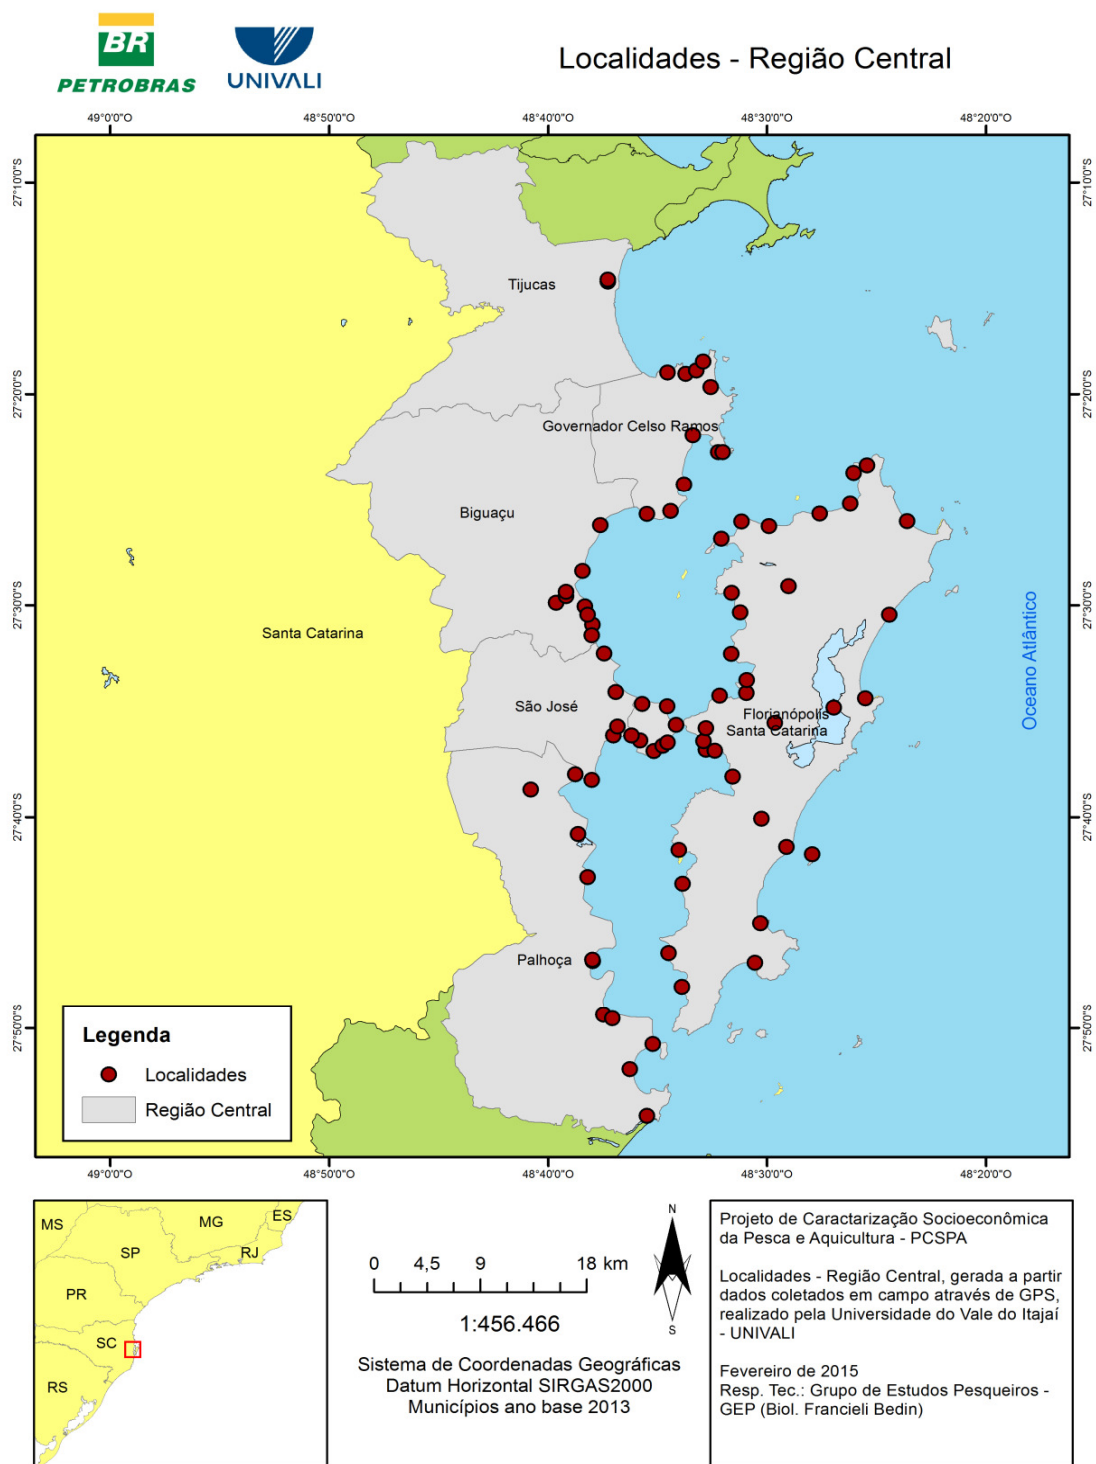 BR
PETROBRAS
UNIVALI
Localidades - Região Central
49°0'0"O
48°50'0"O
48°40'0"O
48°30'0"O
48°20'0"O
27°10'0"S
27°10'0"S
Tijucas
27°20'0"S
27°20'0"S
Governador Celso Ramos
Biguaçu
27°30'0"S
27°30'0"S
Santa Catarina
Oceano Atlântico
São José
Florianópolis
Santa Catarina
27°40'0"S
27°40'0"S
Palhoça
27°50'0"S
27°50'0"S
Legenda
Localidades
Região Central
49°0'0"O
48°50'0"O
48°40'0"O
48°30'0"O
48°20'0"O
MS
MG
ES
SP
RJ
PR
SC
RS
0 4,5 9 18 km
1:456.466
N
S
Sistema de Coordenadas Geográficas
Datum Horizontal SIRGAS2000
Municípios ano base 2013
Projeto de Caractarização Socioeconômica
da Pesca e Aquicultura - PCSPA
Localidades - Região Central, gerada a partir
dados coletados em campo através de GPS,
realizado pela Universidade do Vale do Itajaí
- UNIVALI
Fevereiro de 2015
Resp. Tec.: Grupo de Estudos Pesqueiros -
GEP (Biol. Francieli Bedin)